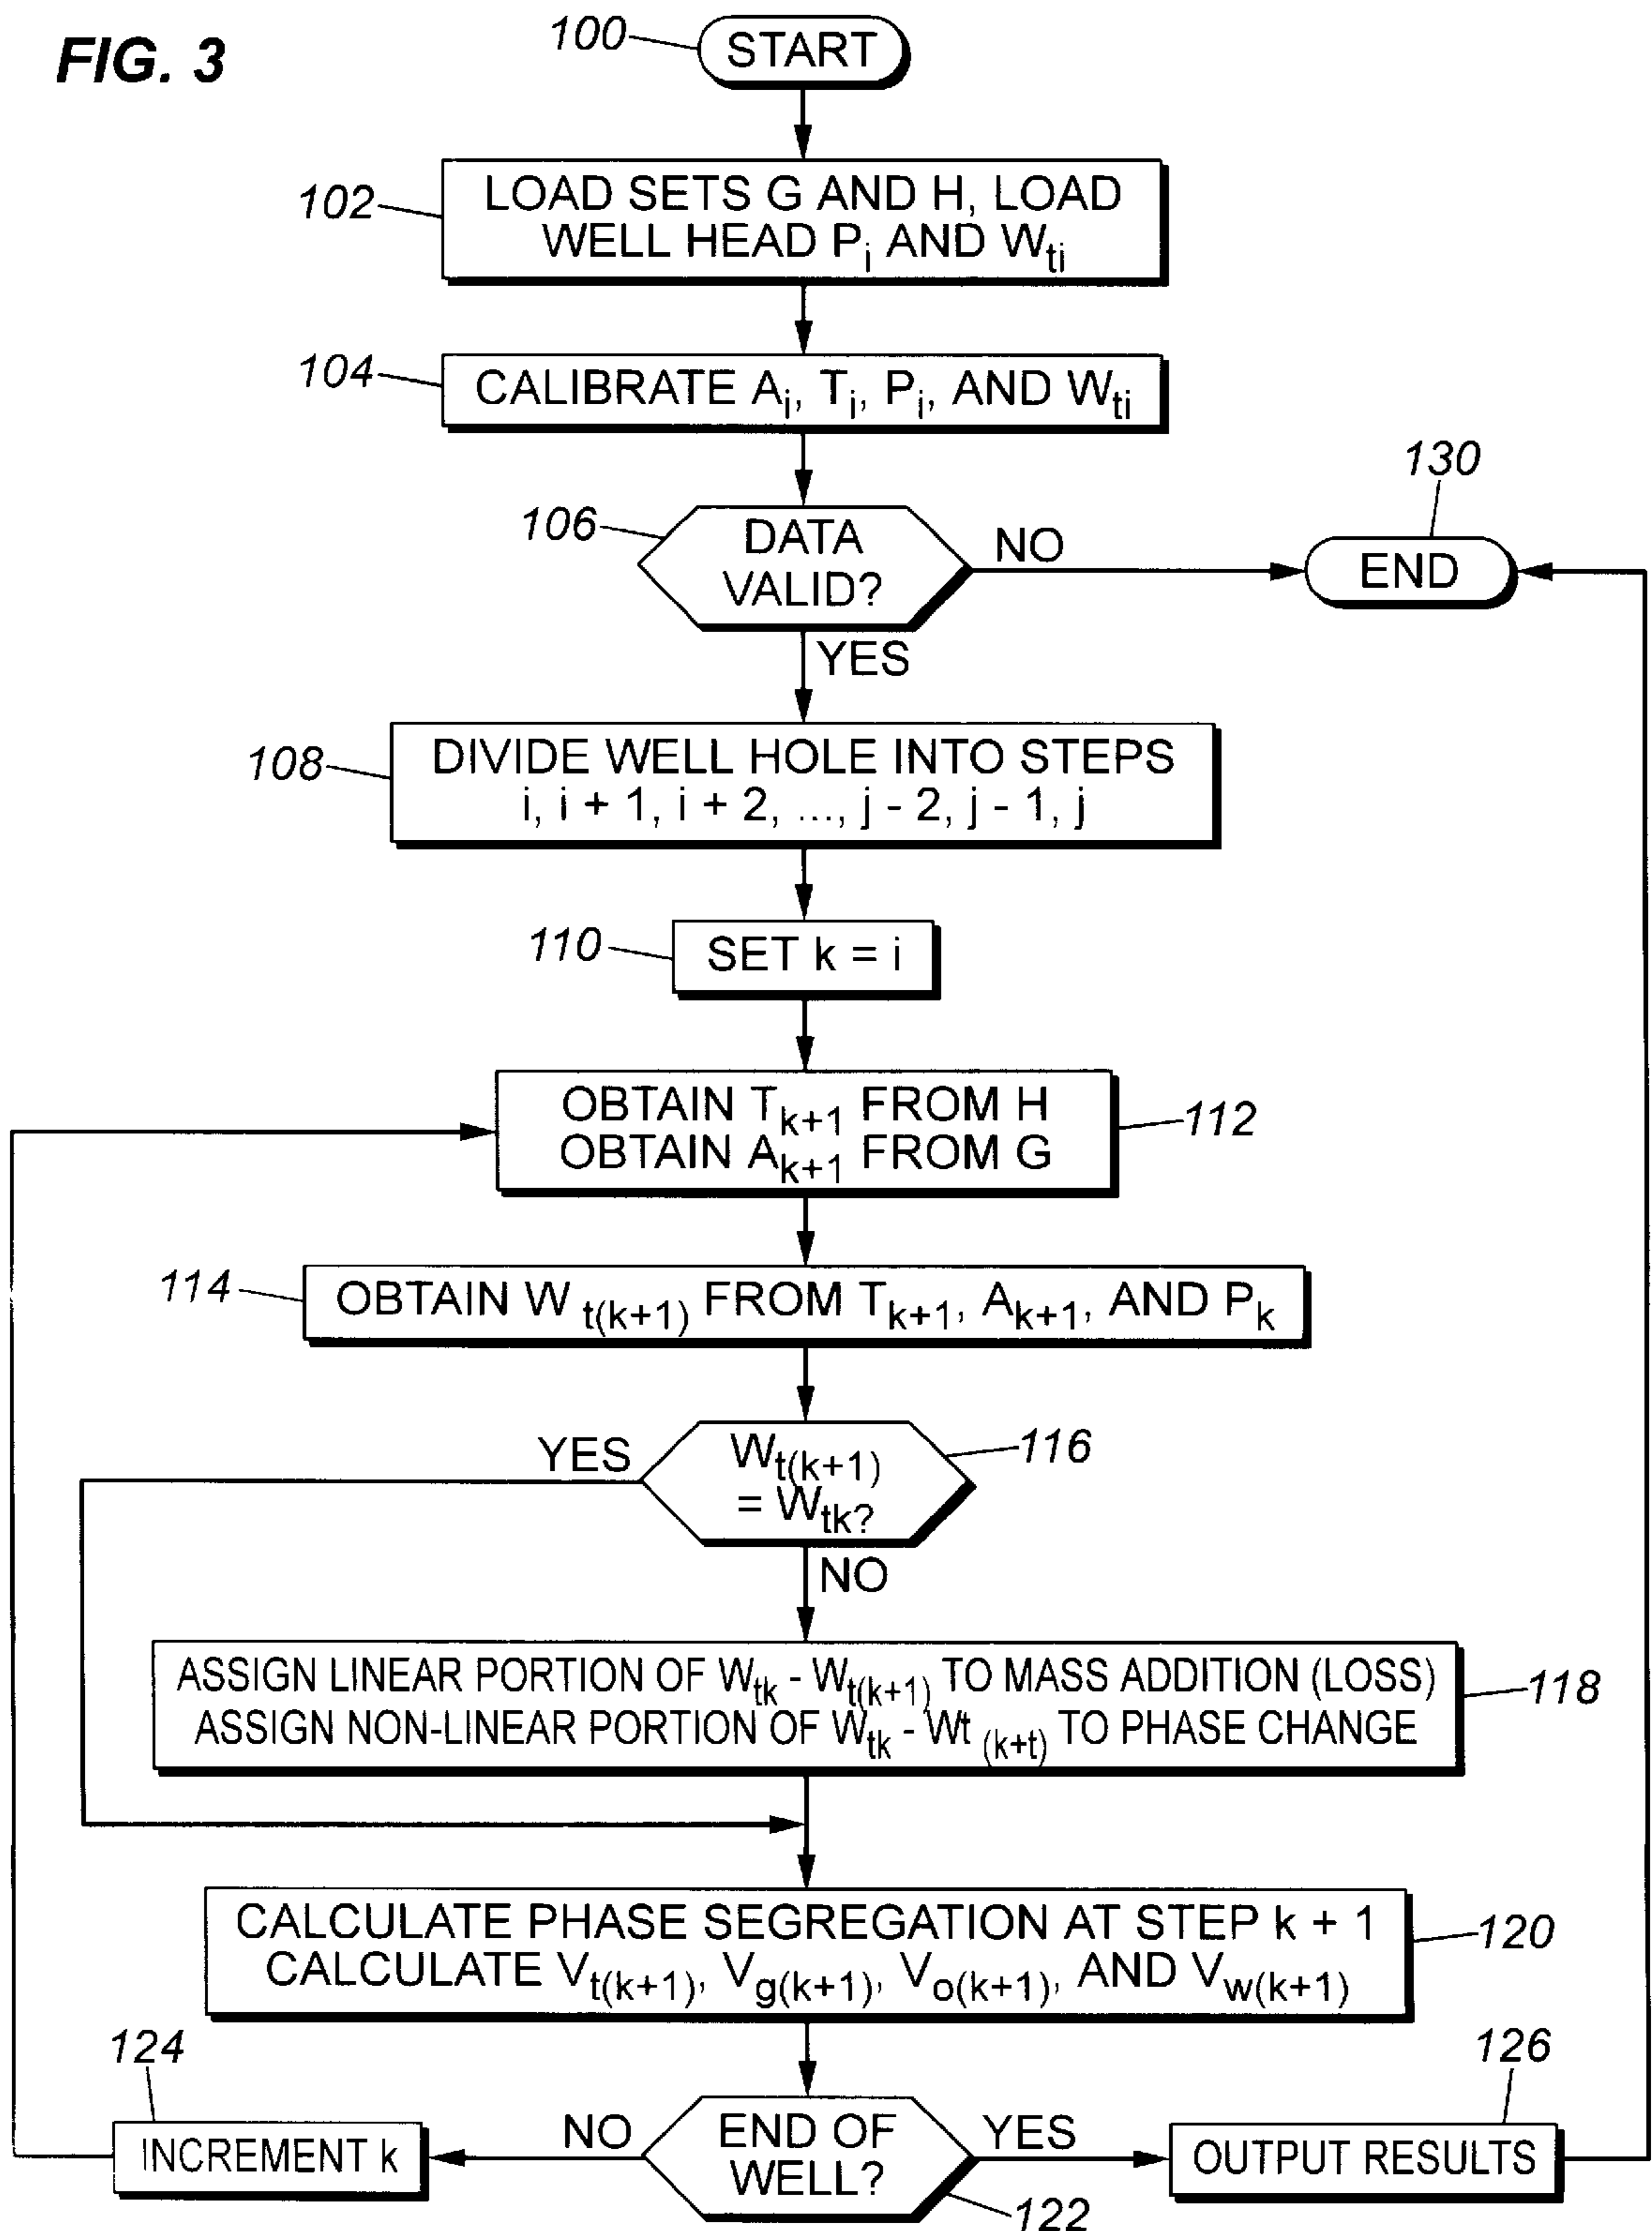 FIG. 3
100
START
102
LOAD SETS G AND H, LOAD
WELL HEAD Pi AND Wti
104
CALIBRATE Ai, Ti, Pi, AND Wti
106
DATA
VALID?
NO
130
END
YES
108
DIVIDE WELL HOLE INTO STEPS
i, i + 1, i + 2, ..., j - 2, j - 1, j
110
SET k = i
OBTAIN Tk+1 FROM H
OBTAIN Ak+1 FROM G
112
114
OBTAIN W t(k+1) FROM Tk+1, Ak+1, AND Pk
YES
Wt(k+1)
= Wtk?
116
NO
ASSIGN LINEAR PORTION OF Wtk - Wt(k+1) TO MASS ADDITION (LOSS)
ASSIGN NON-LINEAR PORTION OF Wtk - Wt (k+t) TO PHASE CHANGE
118
CALCULATE PHASE SEGREGATION AT STEP k + 1
CALCULATE Vt(k+1), Vg(k+1), Vo(k+1), AND Vw(k+1)
120
124
INCREMENT k
NO
END OF
WELL?
122
YES
126
OUTPUT RESULTS